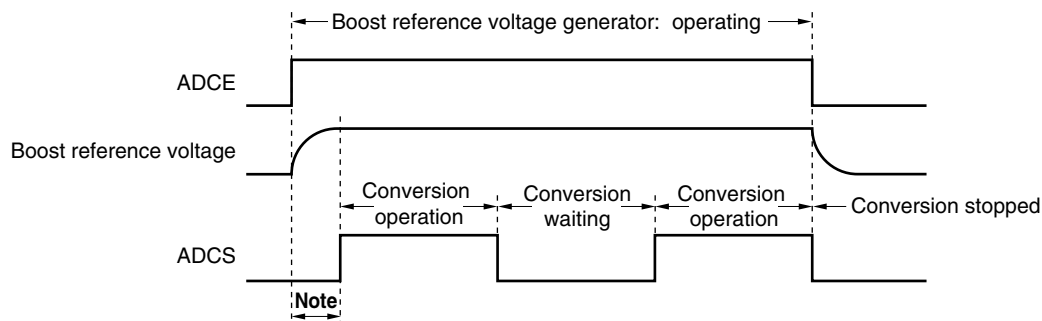 Boost reference voltage generator: operating
ADCE
Boost reference voltage
Conversion operation
Conversion waiting
Conversion operation
Conversion stopped
ADCS
Note